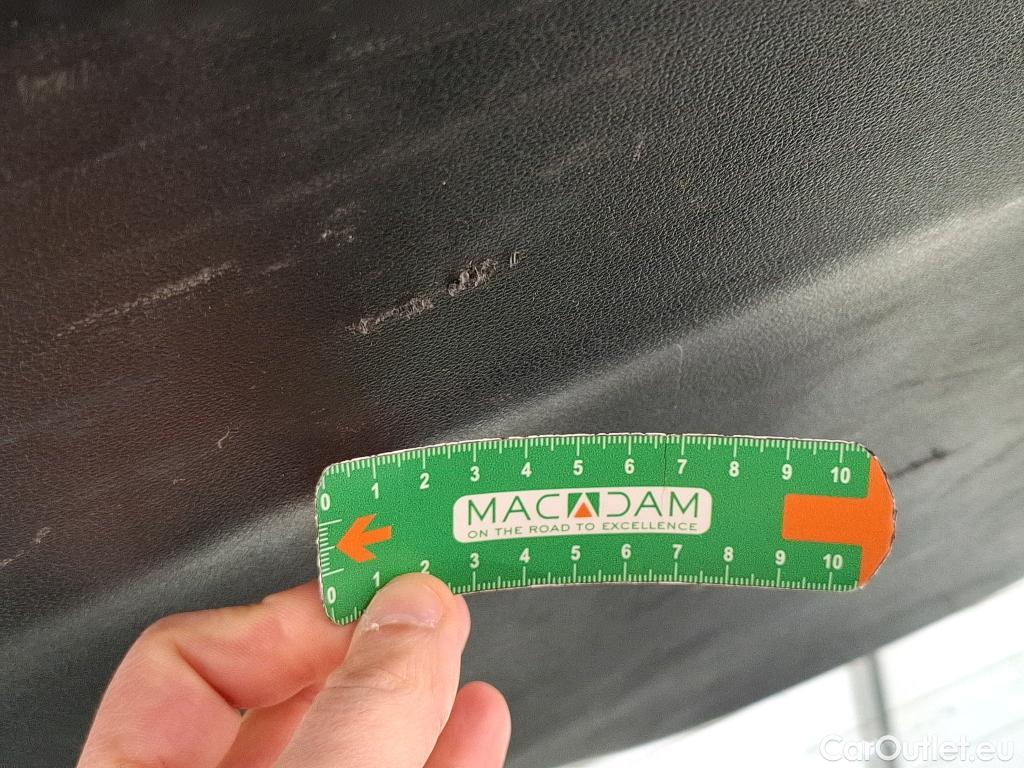 0 1 2 3 4 5 6 7 8 9 10
MACADAM
ON THE ROAD TO EXCELLENCE
0 1 2 3 4 5 6 7 8 9 10
CarOutlet.eu